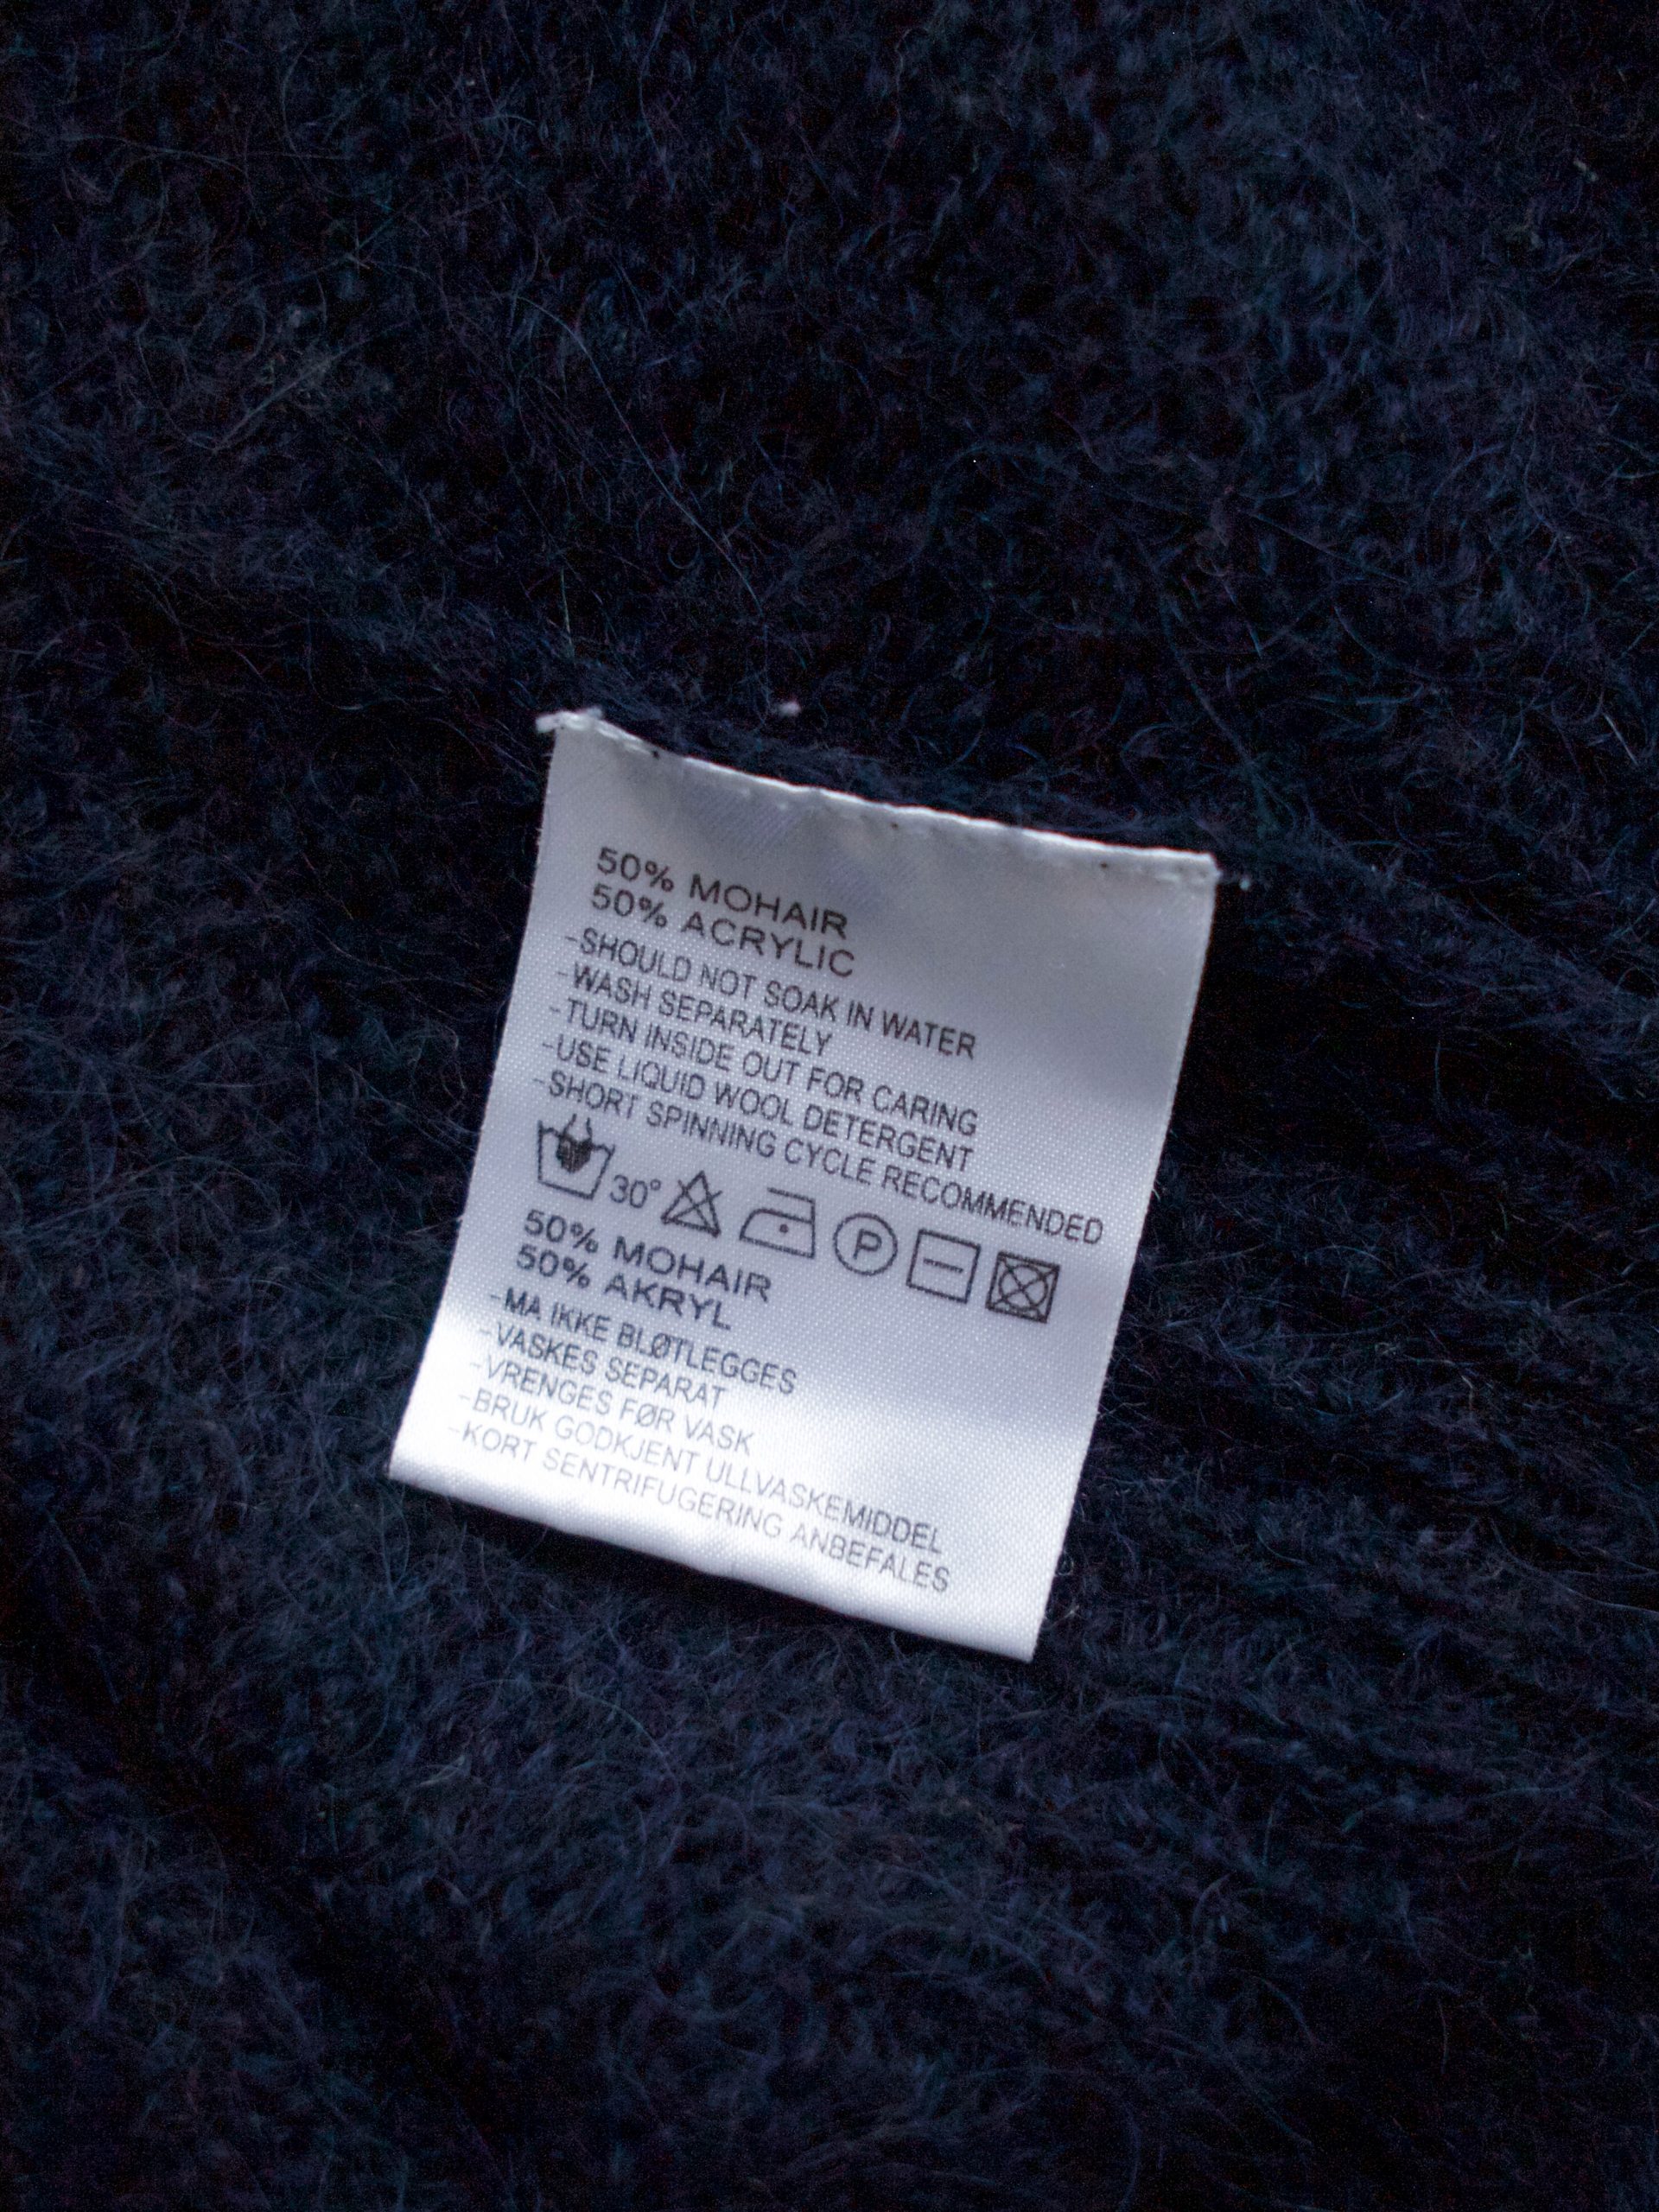 50% MOHAIR
50% ACRYLIC
-SHOULD NOT SOAK IN WATER
-WASH SEPARATELY
-TURN INSIDE OUT FOR CARING
-USE LIQUID WOOL DETERGENT
-SHORT SPINNING CYCLE RECOMMENDED
30° P
50% MOHAIR
50% AKRYL
-MA IKKE BLØTLEGGES
-VASKES SEPARAT
-VRENGES FØR VASK
-BRUK GODKJENT ULLVASKEMIDDEL
-KORT SENTRIFUGERING ANBEFALES